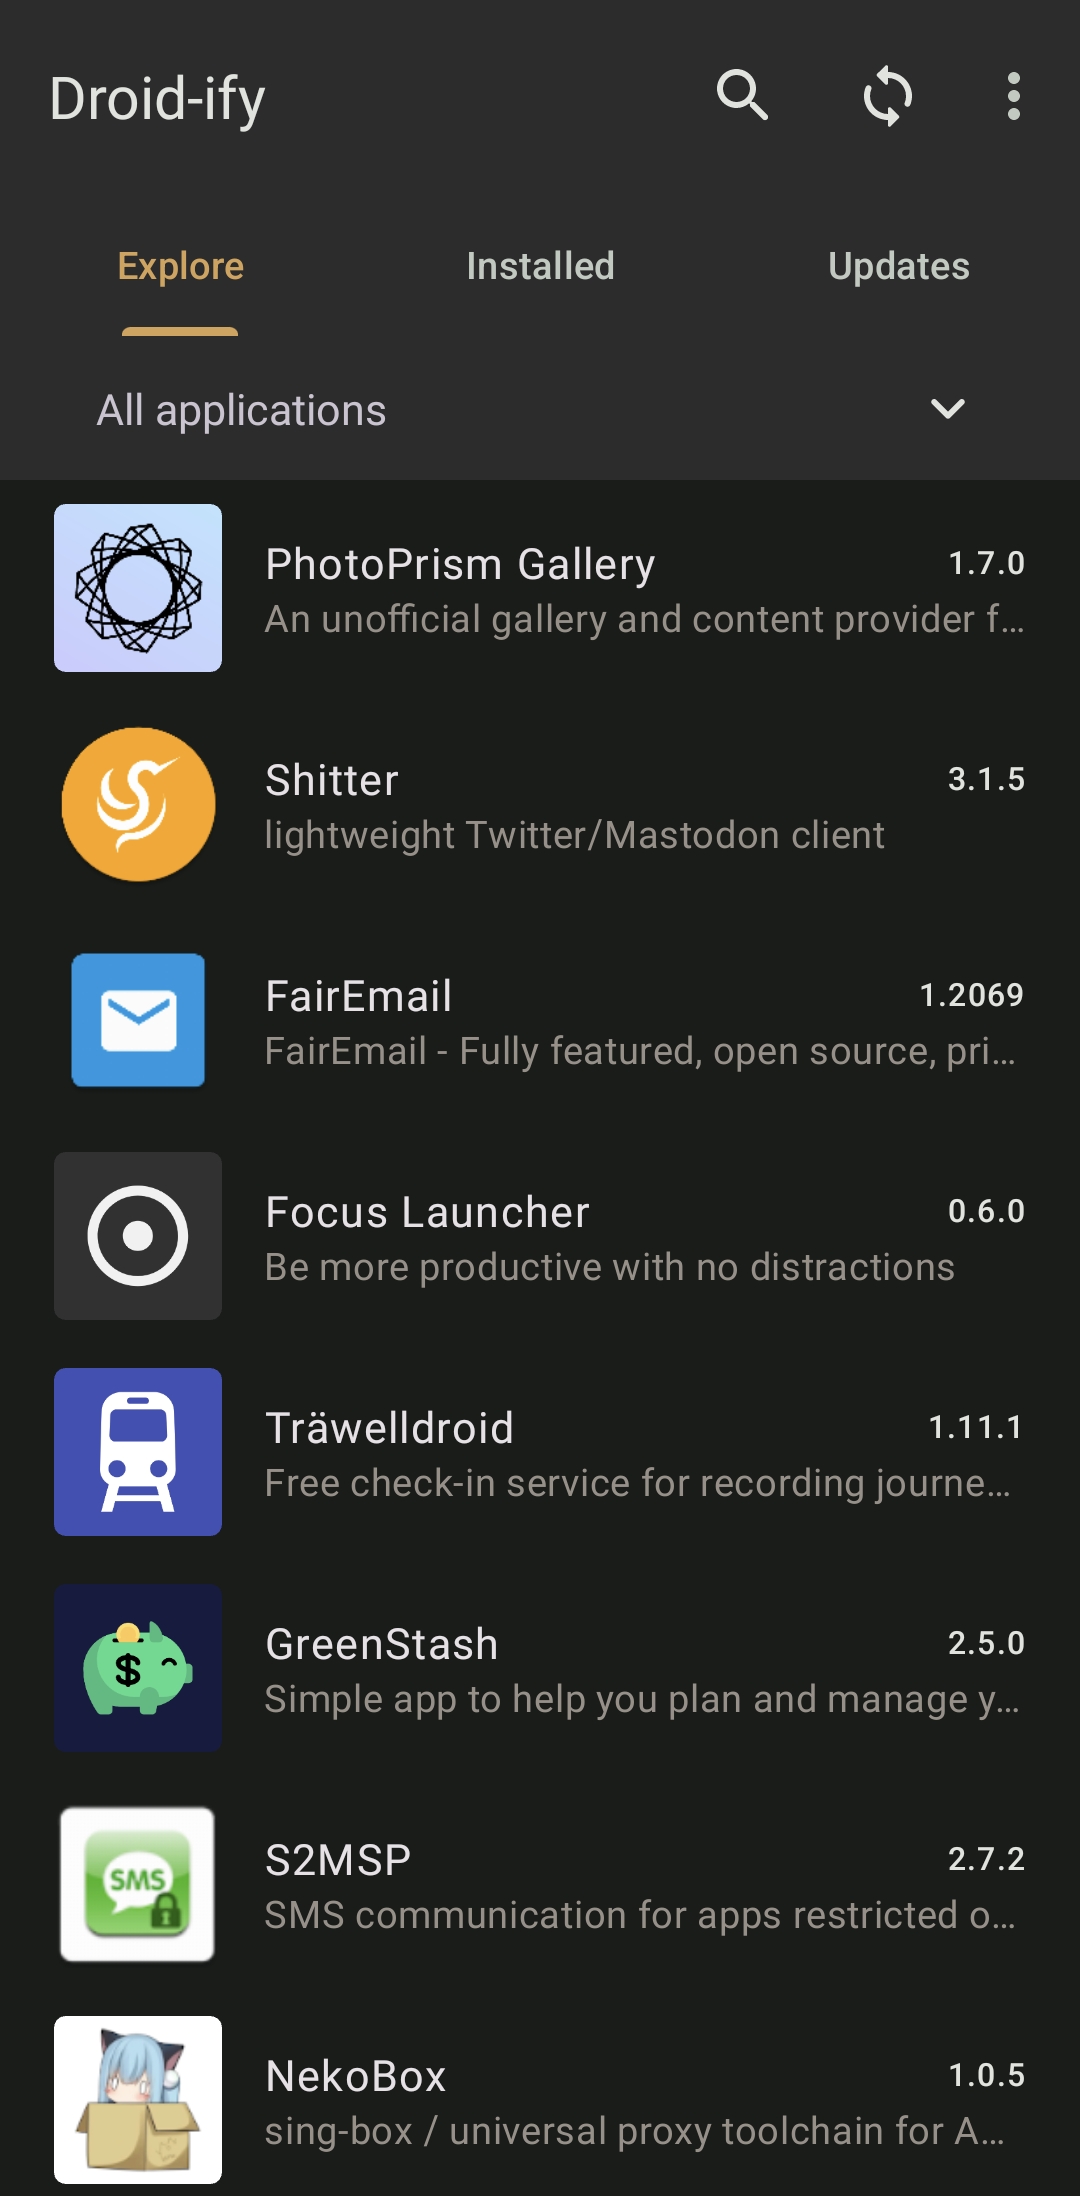 Droid-ify
Explore Installed Updates
All applications
PhotoPrism Gallery 1.7.0
An unofficial gallery and content provider f…
Shitter 3.1.5
lightweight Twitter/Mastodon client
FairEmail 1.2069
FairEmail - Fully featured, open source, pri…
Focus Launcher 0.6.0
Be more productive with no distractions
Träwelldroid 1.11.1
Free check-in service for recording journe…
$
GreenStash 2.5.0
Simple app to help you plan and manage y…
SMS
S2MSP 2.7.2
SMS communication for apps restricted o…
NekoBox 1.0.5
sing-box / universal proxy toolchain for A…